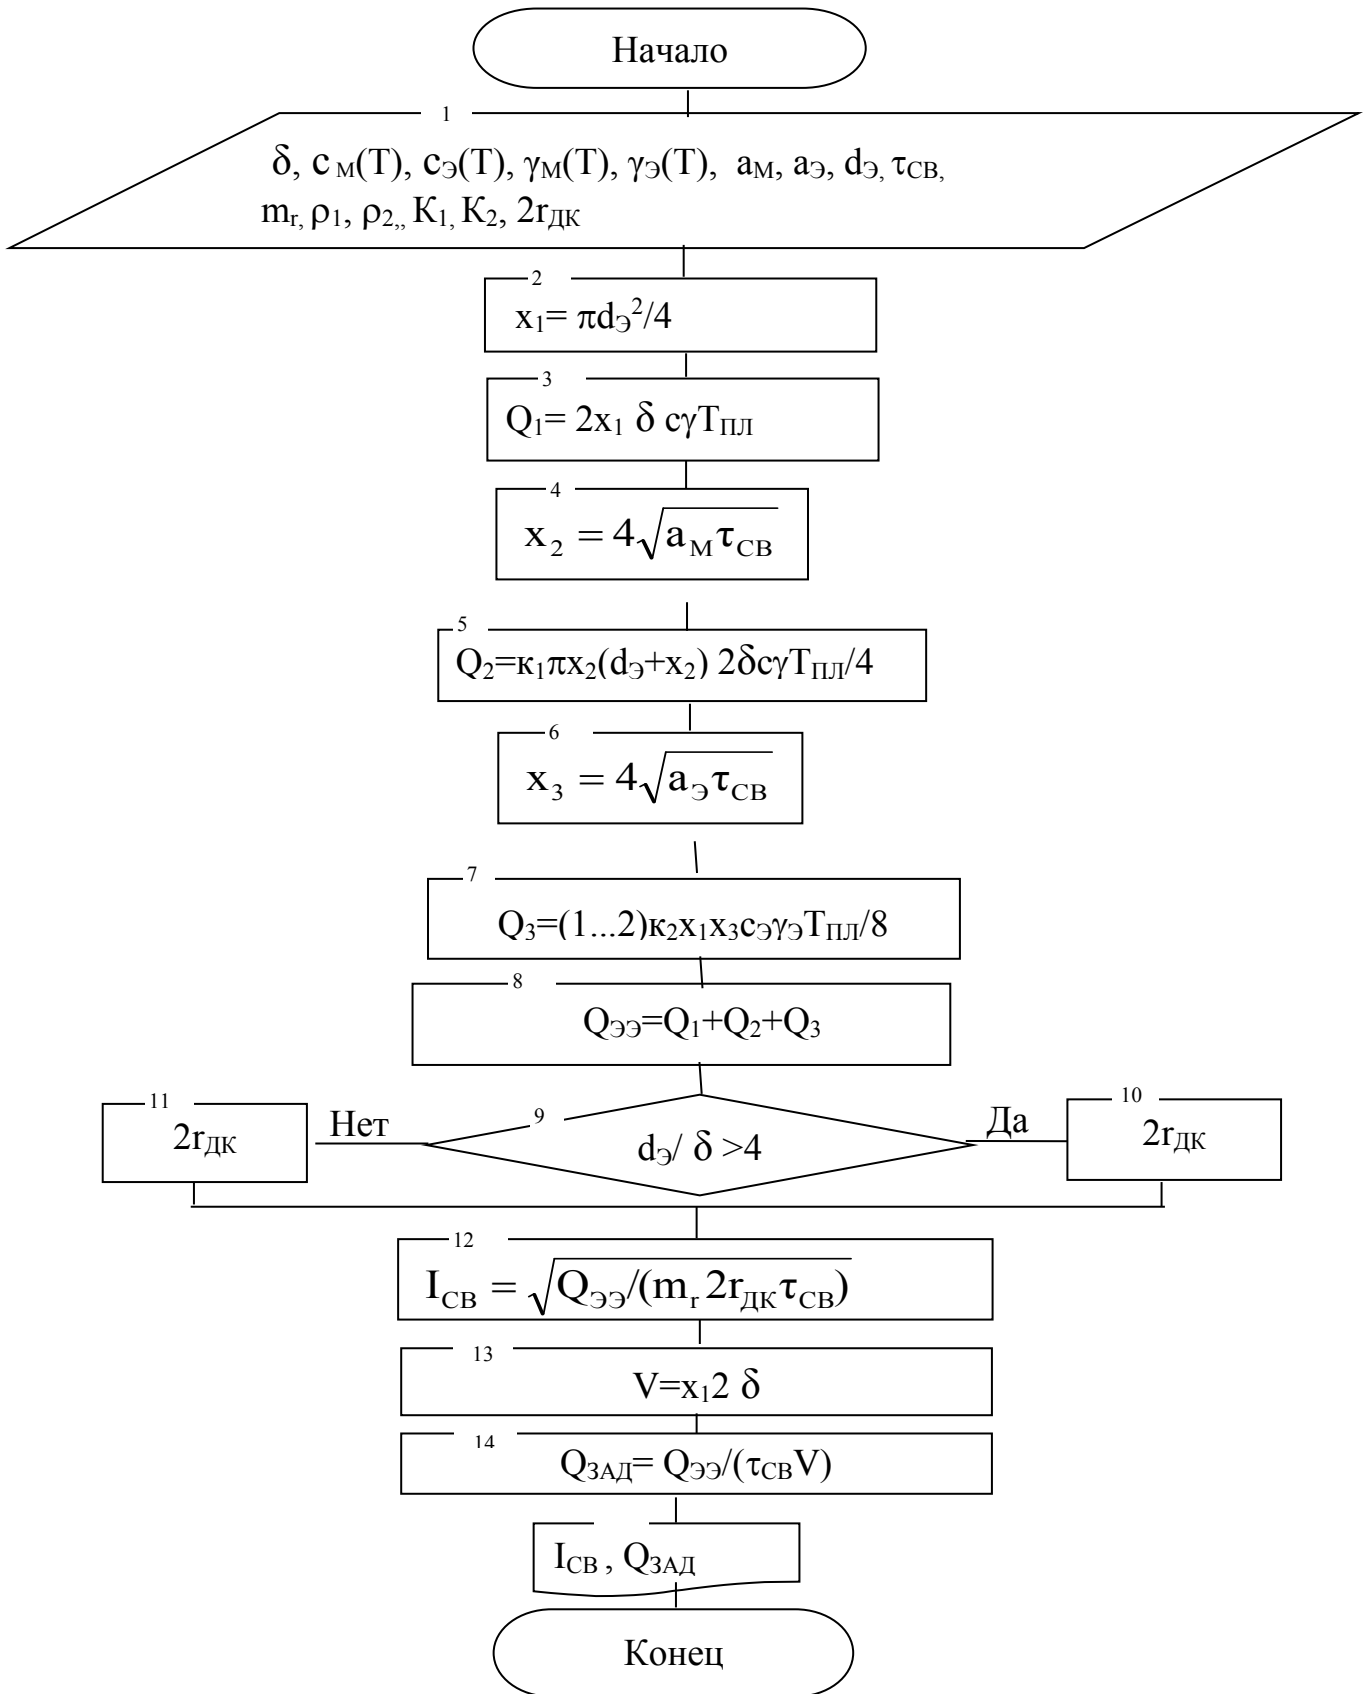 Начало
1
δ, c м(T), cэ(T), γм(T), γэ(T), aм, aэ, dэ, τсв,
mr, ρ1, ρ2,, К1, К2, 2rДК
2
x1= πdэ²/4
3
Q1= 2x1 δ cγTПЛ
4
x2 = 4√aмτсв
5
Q2=к1πx2(dэ+x2) 2δcγTПЛ/4
6
x3 = 4√aэτсв
7
Q3=(1...2)к2x1x3cэγэTПЛ/8
8
QЭЭ=Q1+Q2+Q3
11
2rДК
Нет
9
dэ/ δ >4
Да
10
2rДК
12
IСВ = √QЭЭ/(mr 2rДКτСВ)
13
V=x12 δ
14
QЗАД= QЭЭ/(τСВV)
IСВ , QЗАД
Конец